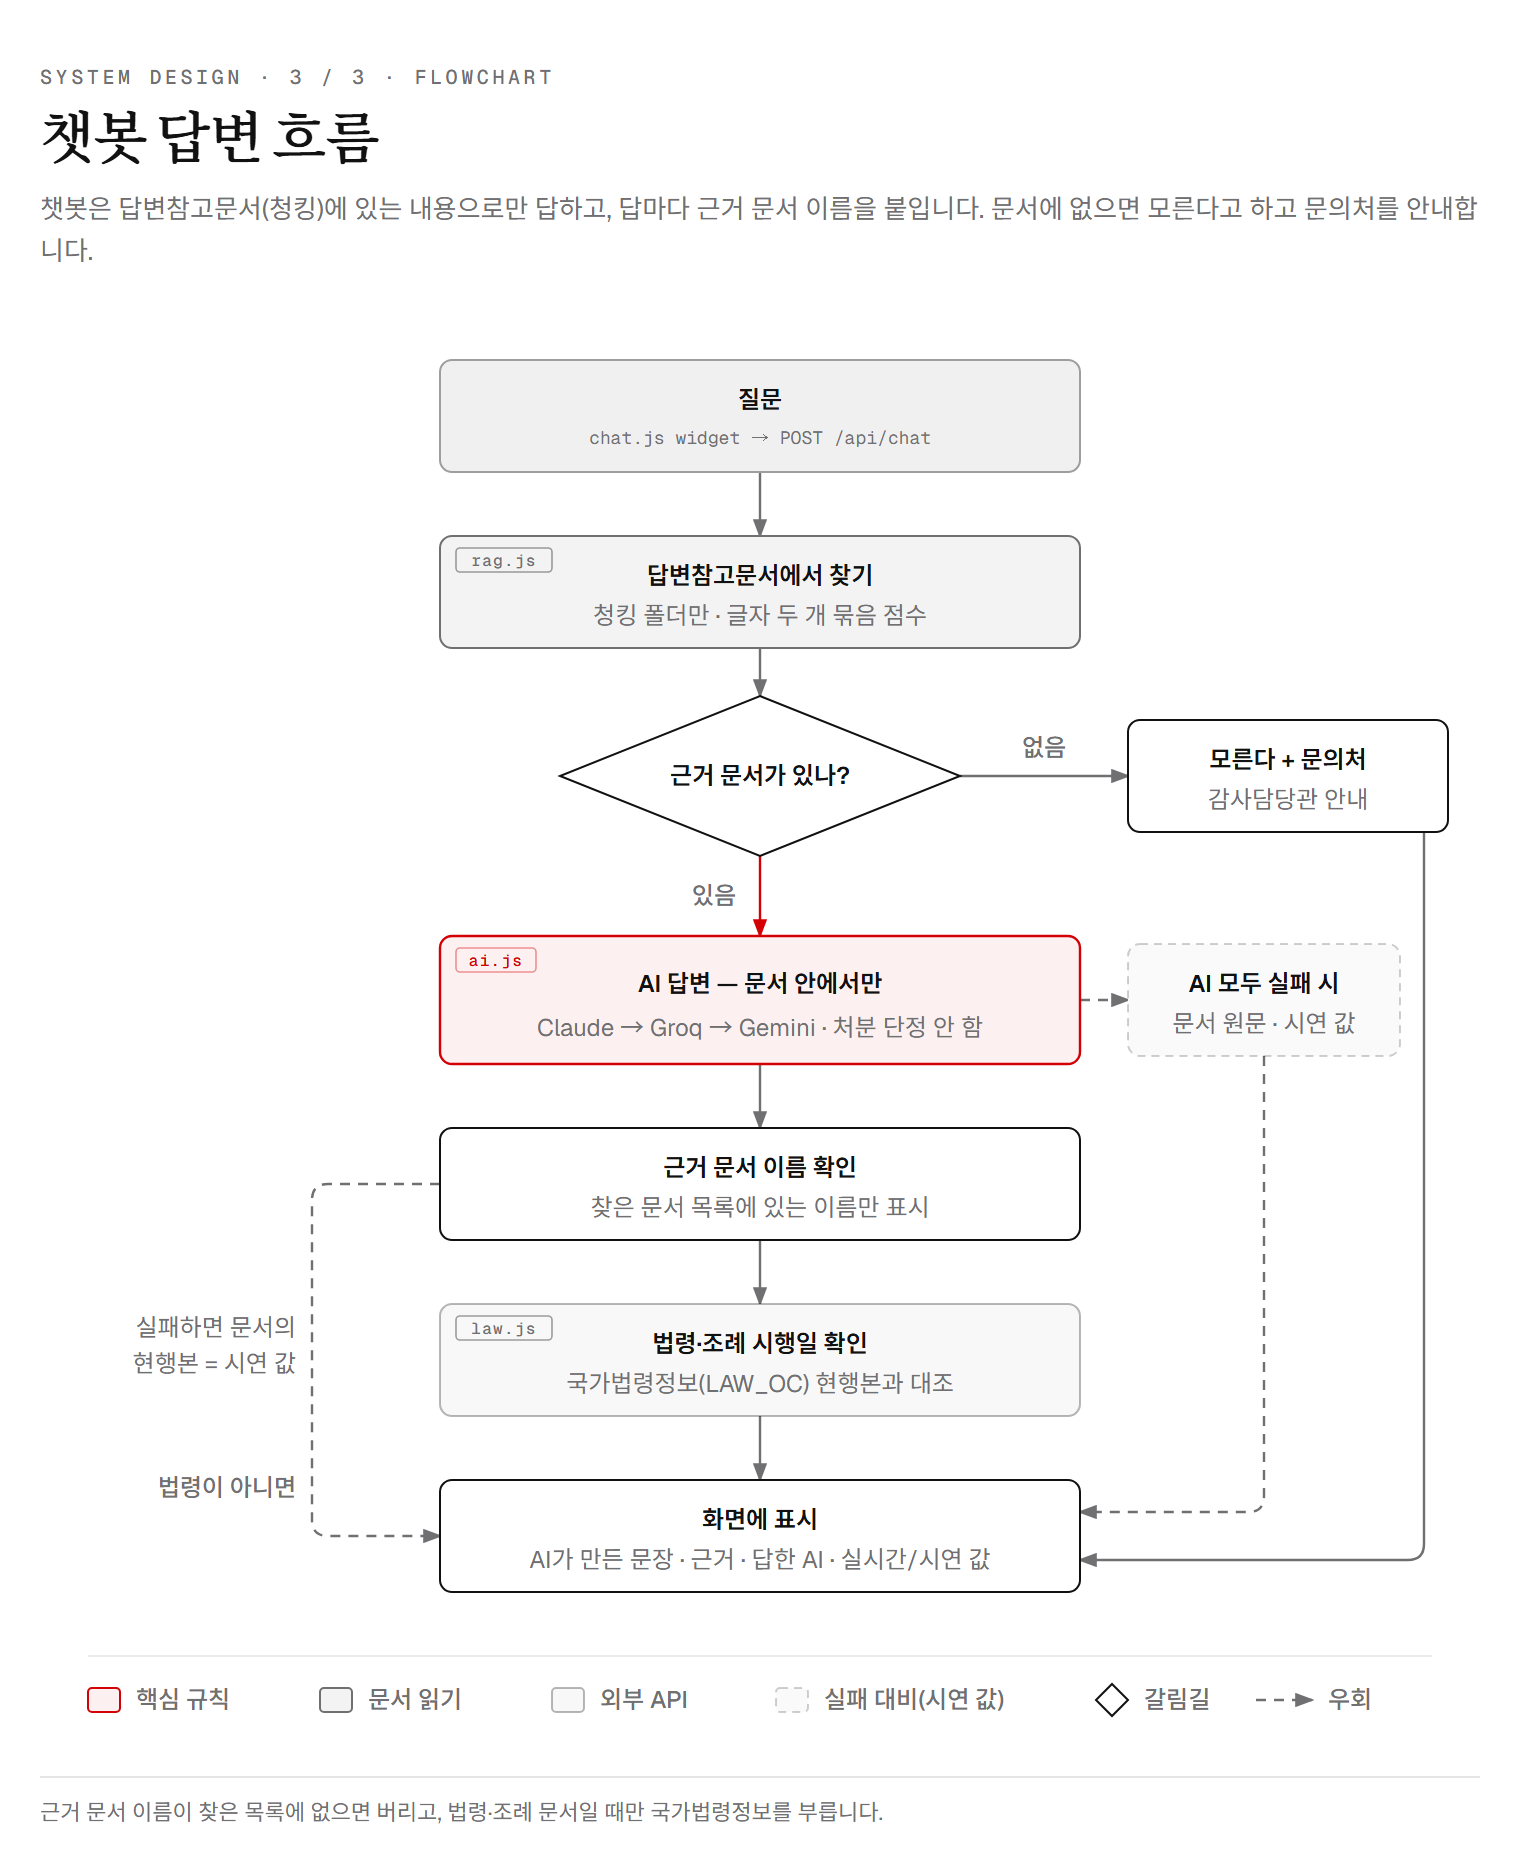 SYSTEM DESIGN · 3 / 3 · FLOWCHART
챗봇 답변 흐름
챗봇은 답변참고문서(청킹)에 있는 내용으로만 답하고, 답마다 근거 문서 이름을 붙입니다. 문서에 없으면 모른다고 하고 문의처를 안내합
니다.
질문
chat.js widget → POST /api/chat
rag.js
답변참고문서에서 찾기
청킹 폴더만 · 글자 두 개 묶음 점수
근거 문서가 있나?
없음
모른다 + 문의처
감사담당관 안내
있음
ai.js
AI 답변 — 문서 안에서만
Claude → Groq → Gemini · 처분 단정 안 함
AI 모두 실패 시
문서 원문 · 시연 값
근거 문서 이름 확인
찾은 문서 목록에 있는 이름만 표시
실패하면 문서의
현행본 = 시연 값
law.js
법령·조례 시행일 확인
국가법령정보(LAW_OC) 현행본과 대조
법령이 아니면
화면에 표시
AI가 만든 문장 · 근거 · 답한 AI · 실시간/시연 값
핵심 규칙
문서 읽기
외부 API
실패 대비(시연 값)
갈림길
우회
근거 문서 이름이 찾은 목록에 없으면 버리고, 법령·조례 문서일 때만 국가법령정보를 부릅니다.